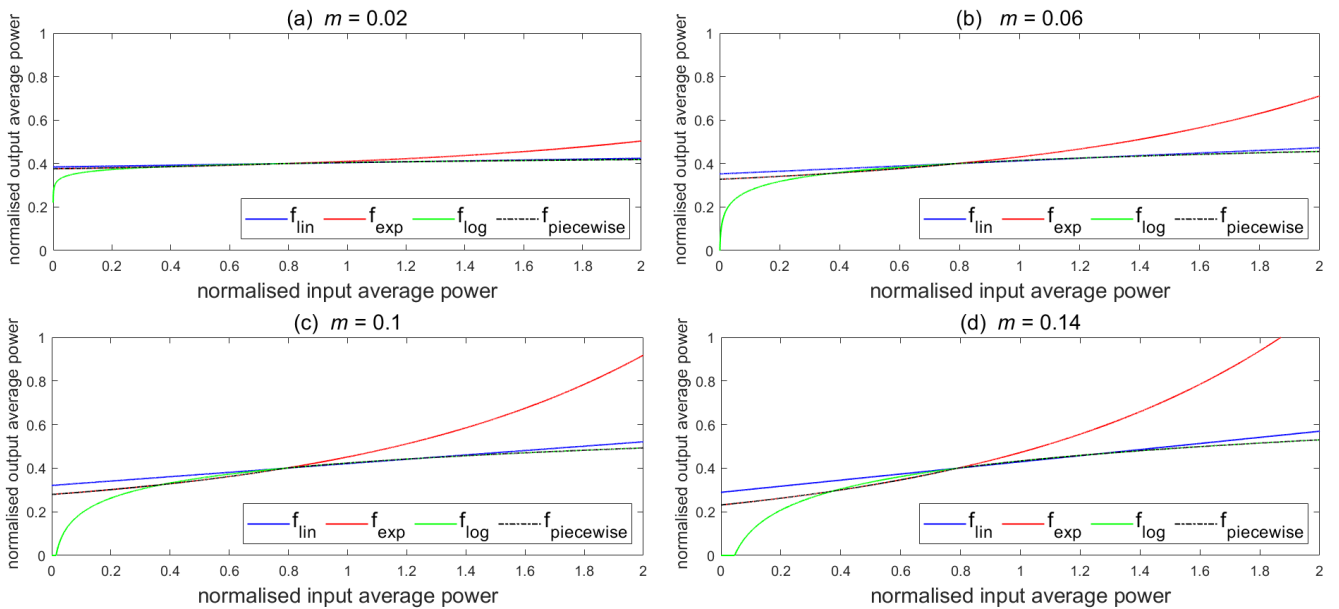 (a) m = 0.02
normalised output average power
1
0.8
0.6
0.4
0.2
0
f_lin f_exp f_log f_piecewise
0 0.2 0.4 0.6 0.8 1 1.2 1.4 1.6 1.8 2
normalised input average power
(b) m = 0.06
normalised output average power
1
0.8
0.6
0.4
0.2
0
f_lin f_exp f_log f_piecewise
0 0.2 0.4 0.6 0.8 1 1.2 1.4 1.6 1.8 2
normalised input average power
(c) m = 0.1
normalised output average power
1
0.8
0.6
0.4
0.2
0
f_lin f_exp f_log f_piecewise
0 0.2 0.4 0.6 0.8 1 1.2 1.4 1.6 1.8 2
normalised input average power
(d) m = 0.14
normalised output average power
1
0.8
0.6
0.4
0.2
0
f_lin f_exp f_log f_piecewise
0 0.2 0.4 0.6 0.8 1 1.2 1.4 1.6 1.8 2
normalised input average power